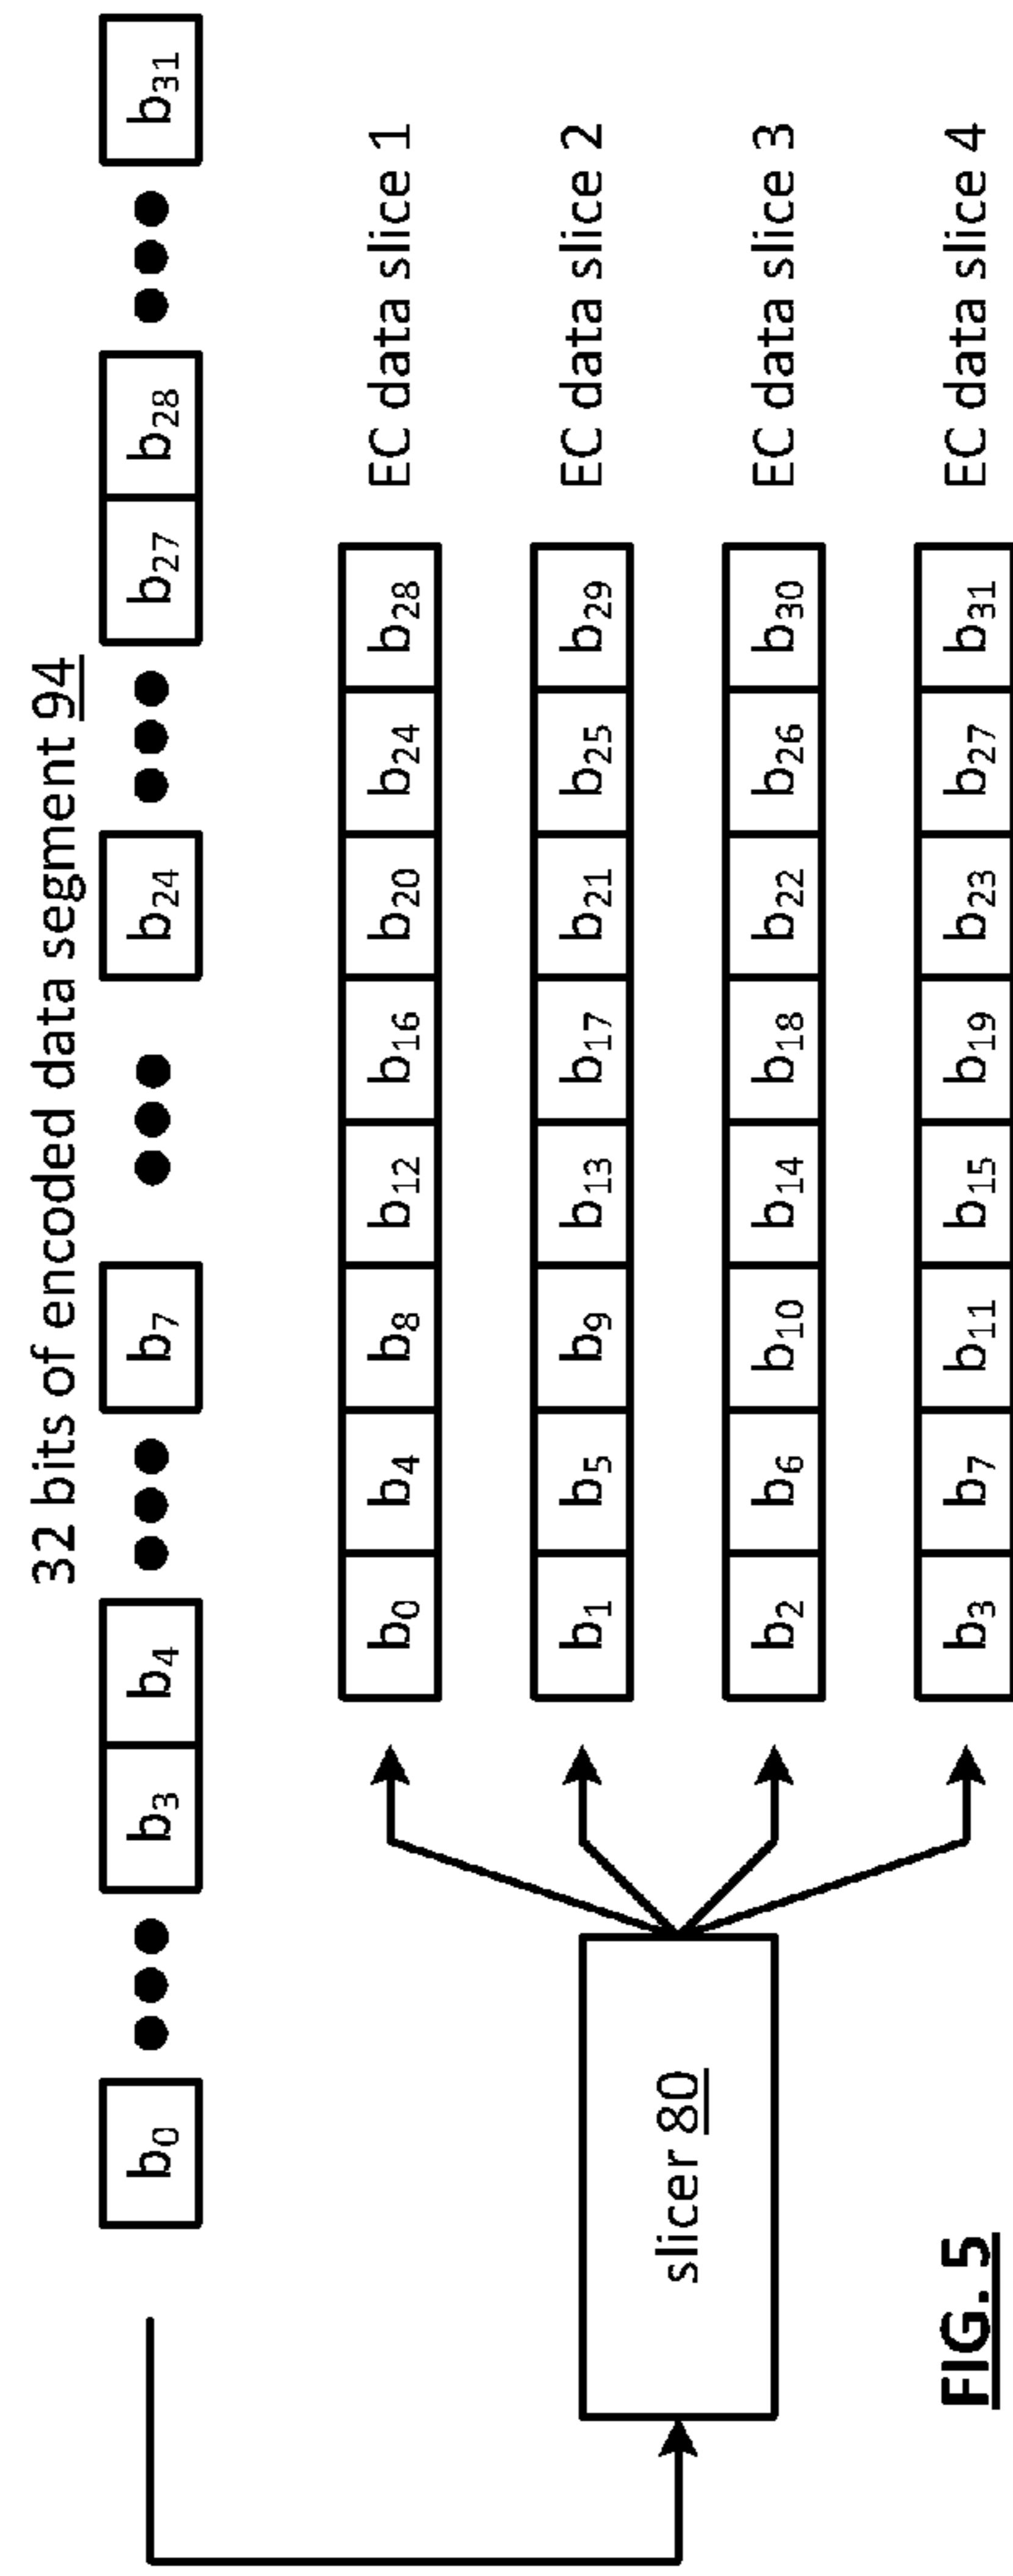 32 bits of encoded data segment 94
b0 ●●● b3 b4 ●●● b7 ●●● b24 ●●● b27 b28 ●●● b31
b0 b4 b8 b12 b16 b20 b24 b28 EC data slice 1
b1 b5 b9 b13 b17 b21 b25 b29 EC data slice 2
slicer 80
b2 b6 b10 b14 b18 b22 b26 b30 EC data slice 3
b3 b7 b11 b15 b19 b23 b27 b31 EC data slice 4
FIG. 5